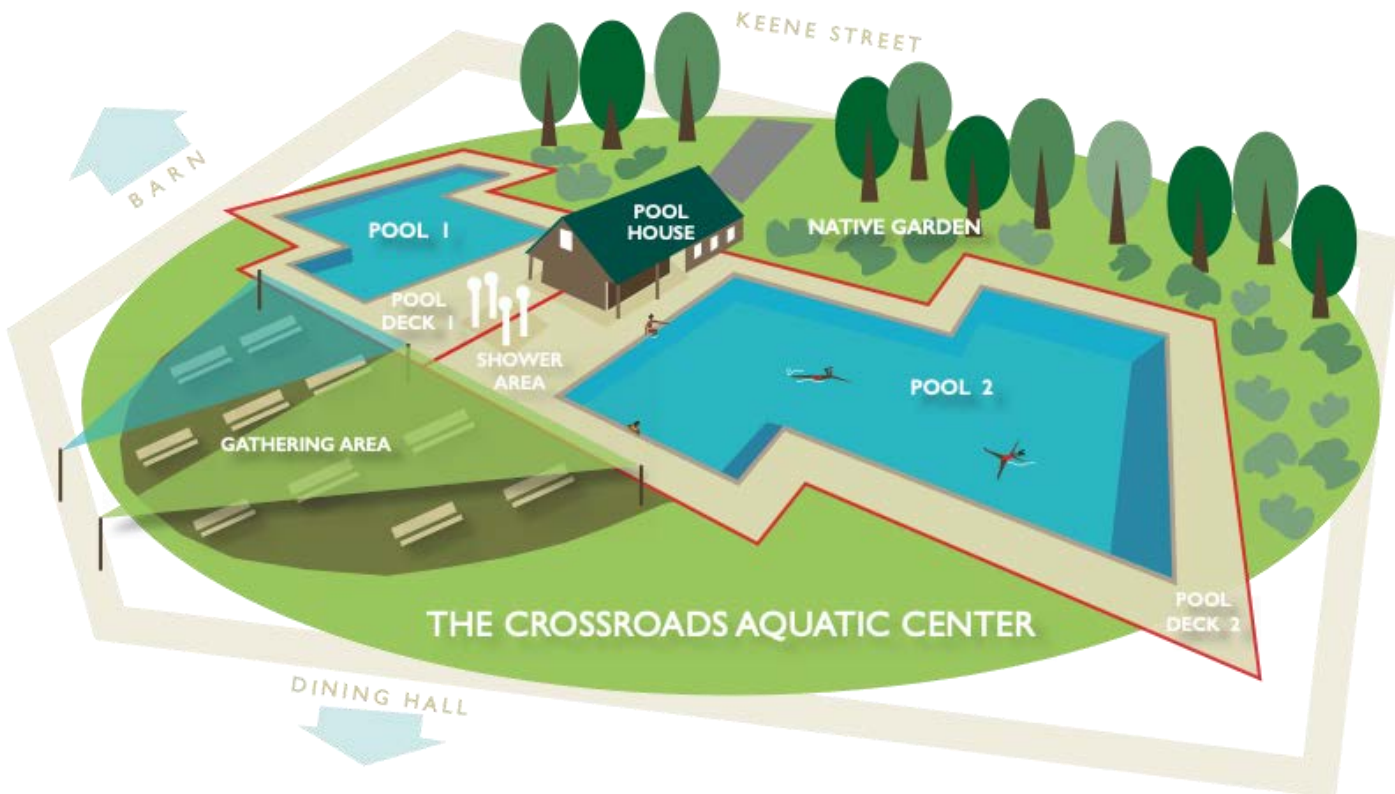 KEENE STREET
BARN
POOL 1
POOL
HOUSE
NATIVE GARDEN
POOL
DECK 1
SHOWER
AREA
POOL 2
GATHERING AREA
POOL
DECK 2
THE CROSSROADS AQUATIC CENTER
DINING HALL